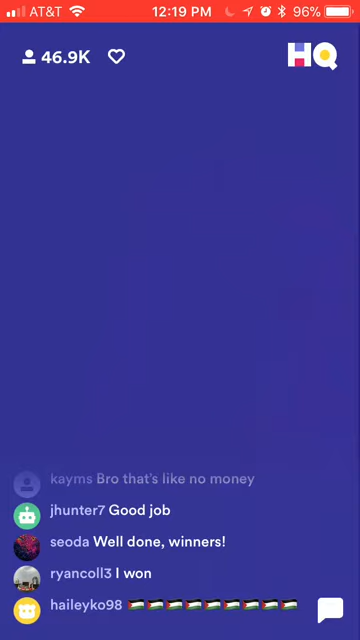 AT&T 12:19 PM 96%
46.9K HQ
kayms Bro that's like no money
jhunter7 Good job
seoda Well done, winners!
ryancoll3 I won
haileyko98 🇵🇸🇵🇸🇵🇸🇵🇸🇵🇸🇵🇸🇵🇸🇵🇸🇵🇸